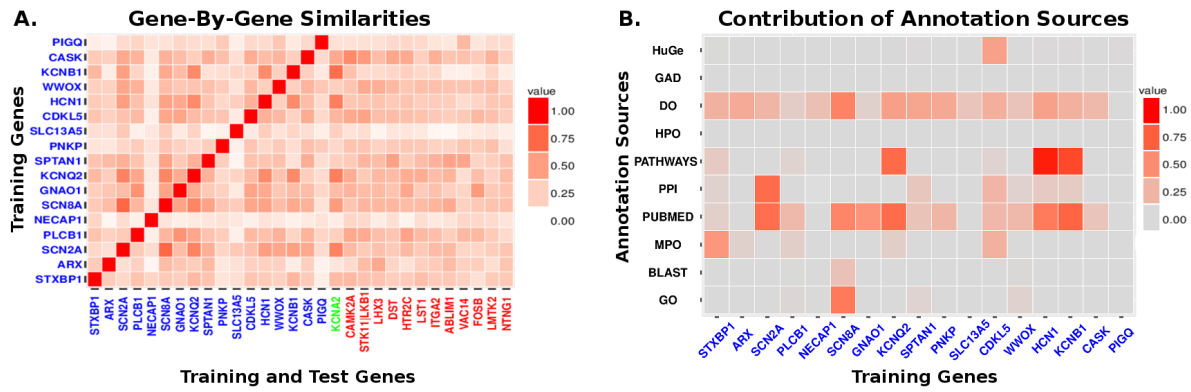 A.
Gene-By-Gene Similarities
Training Genes
PIGQ
CASK
KCNB1
WWOX
HCN1
CDKL5
SLC13A5
PNKP
SPTAN1
KCNQ2
GNAO1
SCN8A
NECAP1
PLCB1
SCN2A
ARX
STXBP1
STXBP1
ARX
SCN2A
PLCB1
NECAP1
SCN8A
GNAO1
KCNQ2
SPTAN1
PNKP
SLC13A5
CDKL5
HCN1
WWOX
KCNB1
CASK
PIGQ
KCNA2
CAMK2A
STK11ILKB1
LHX3
DST
HTR2C
LST1
ITGA2
ABLIM1
VAC14
FOSB
LMTK2
NTNG1
Training and Test Genes
value
1.00
0.75
0.50
0.25
0.00
B.
Contribution of Annotation Sources
Annotation Sources
HuGe
GAD
DO
HPO
PATHWAYS
PPI
PUBMED
MPO
BLAST
GO
STXBP1
ARX
SCN2A
PLCB1
NECAP1
SCN8A
GNAO1
KCNQ2
SPTAN1
PNKP
SLC13A5
CDKL5
WWOX
HCN1
KCNB1
CASK
PIGQ
Training Genes
value
1.00
0.75
0.50
0.25
0.00